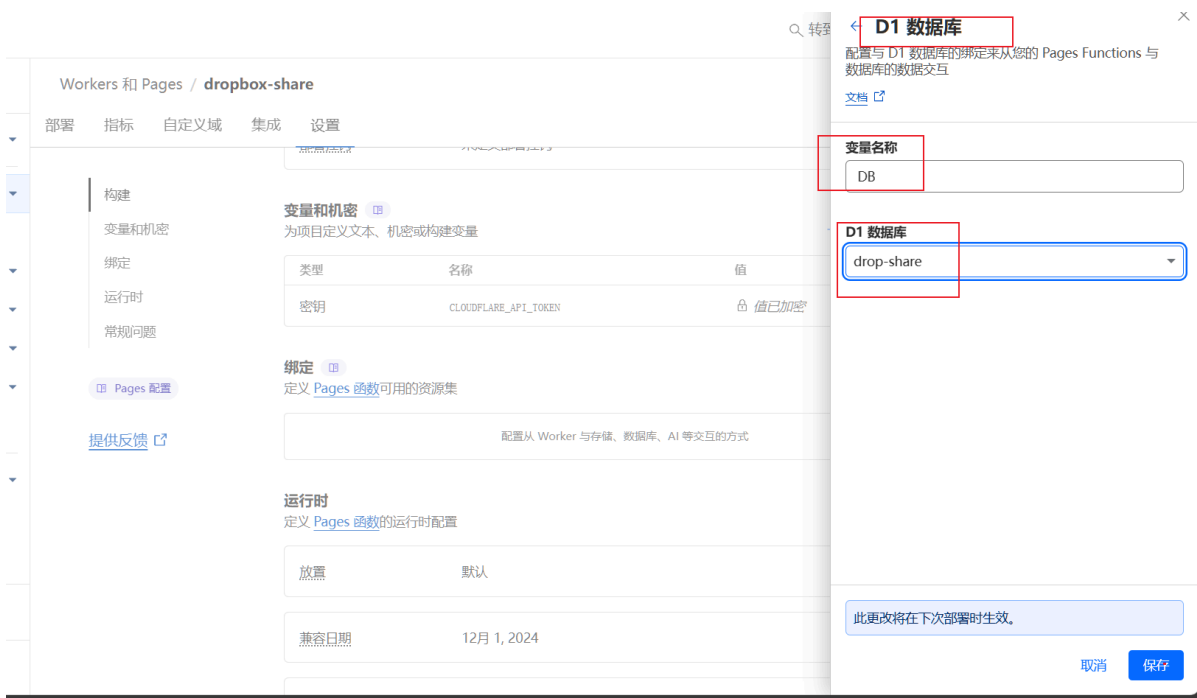 转到
Workers 和 Pages / dropbox-share
部署 指标 自定义域 集成 设置
构建
变量和机密
绑定
运行时
常规问题
Pages 配置
提供反馈
变量和机密
为项目定义文本、机密或构建变量
类型 名称 值
密钥 CLOUDFLARE_API_TOKEN 值已加密
绑定
定义 Pages 函数可用的资源集
配置从 Worker 与存储、数据库、AI 等交互的方式
运行时
定义 Pages 函数的运行时配置
放置 默认
兼容日期 12月 1, 2024
D1 数据库
配置与 D1 数据库的绑定来从您的 Pages Functions 与
数据库的数据交互
文档
变量名称
DB
D1 数据库
drop-share
此更改将在下次部署时生效。
取消 保存